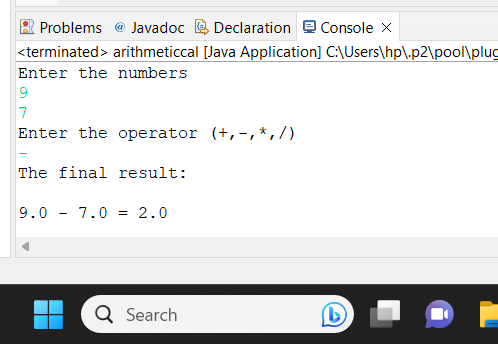 Problems @ Javadoc Declaration Console ×
<terminated> arithmeticcal [Java Application] C:\Users\hp\.p2\pool\plug
Enter the numbers
9
7
Enter the operator (+,-,*,/)
-
The final result:
9.0 - 7.0 = 2.0
Search